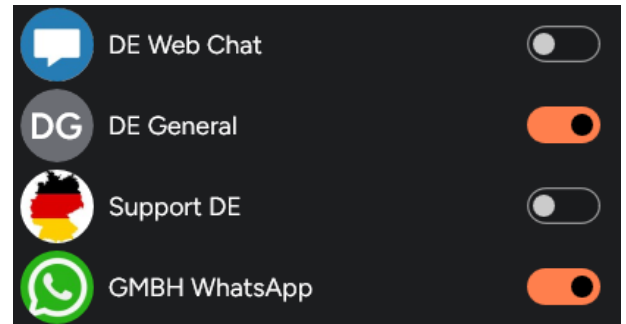 DE Web Chat
DG DE General
Support DE
GMBH WhatsApp